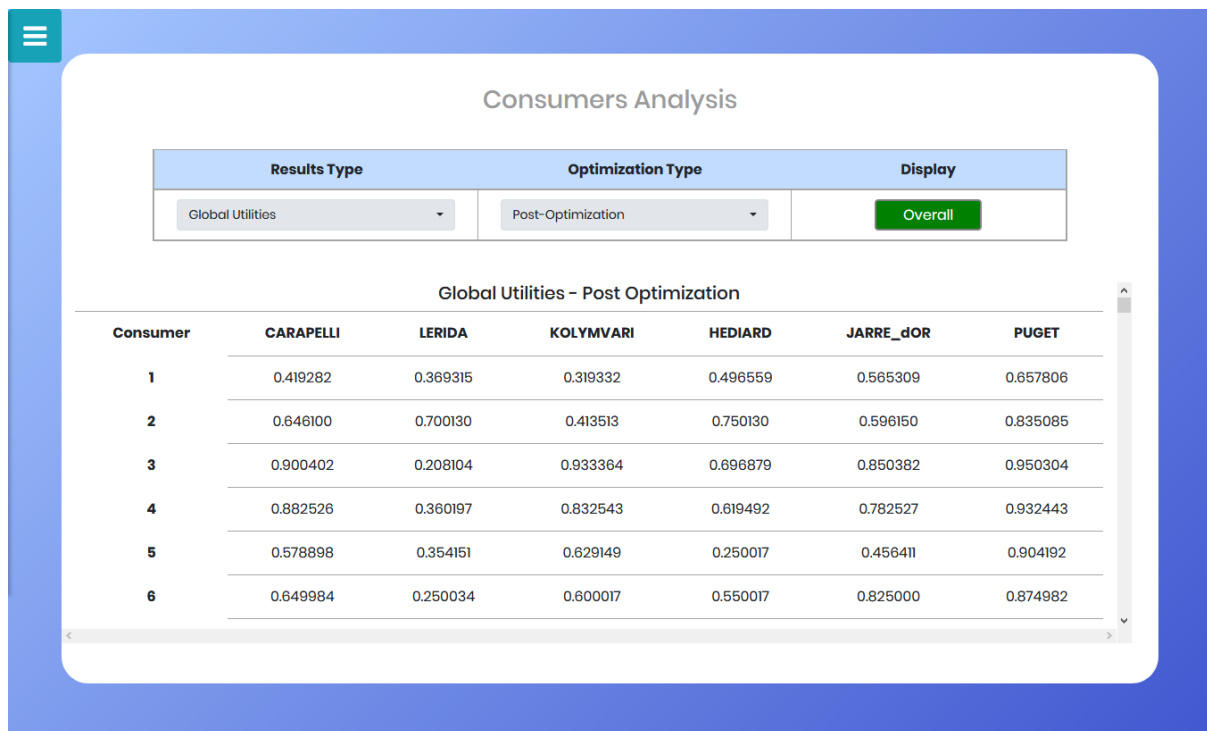 Consumers Analysis
Results Type Optimization Type Display
Global Utilities Post-Optimization Overall
Global Utilities - Post Optimization
Consumer CARAPELLI LERIDA KOLYMVARI HEDIARD JARRE_dOR PUGET
1 0.419282 0.369315 0.319332 0.496559 0.565309 0.657806
2 0.646100 0.700130 0.413513 0.750130 0.596150 0.835085
3 0.900402 0.208104 0.933364 0.696879 0.850382 0.950304
4 0.882526 0.360197 0.832543 0.619492 0.782527 0.932443
5 0.578898 0.354151 0.629149 0.250017 0.456411 0.904192
6 0.649984 0.250034 0.600017 0.550017 0.825000 0.874982